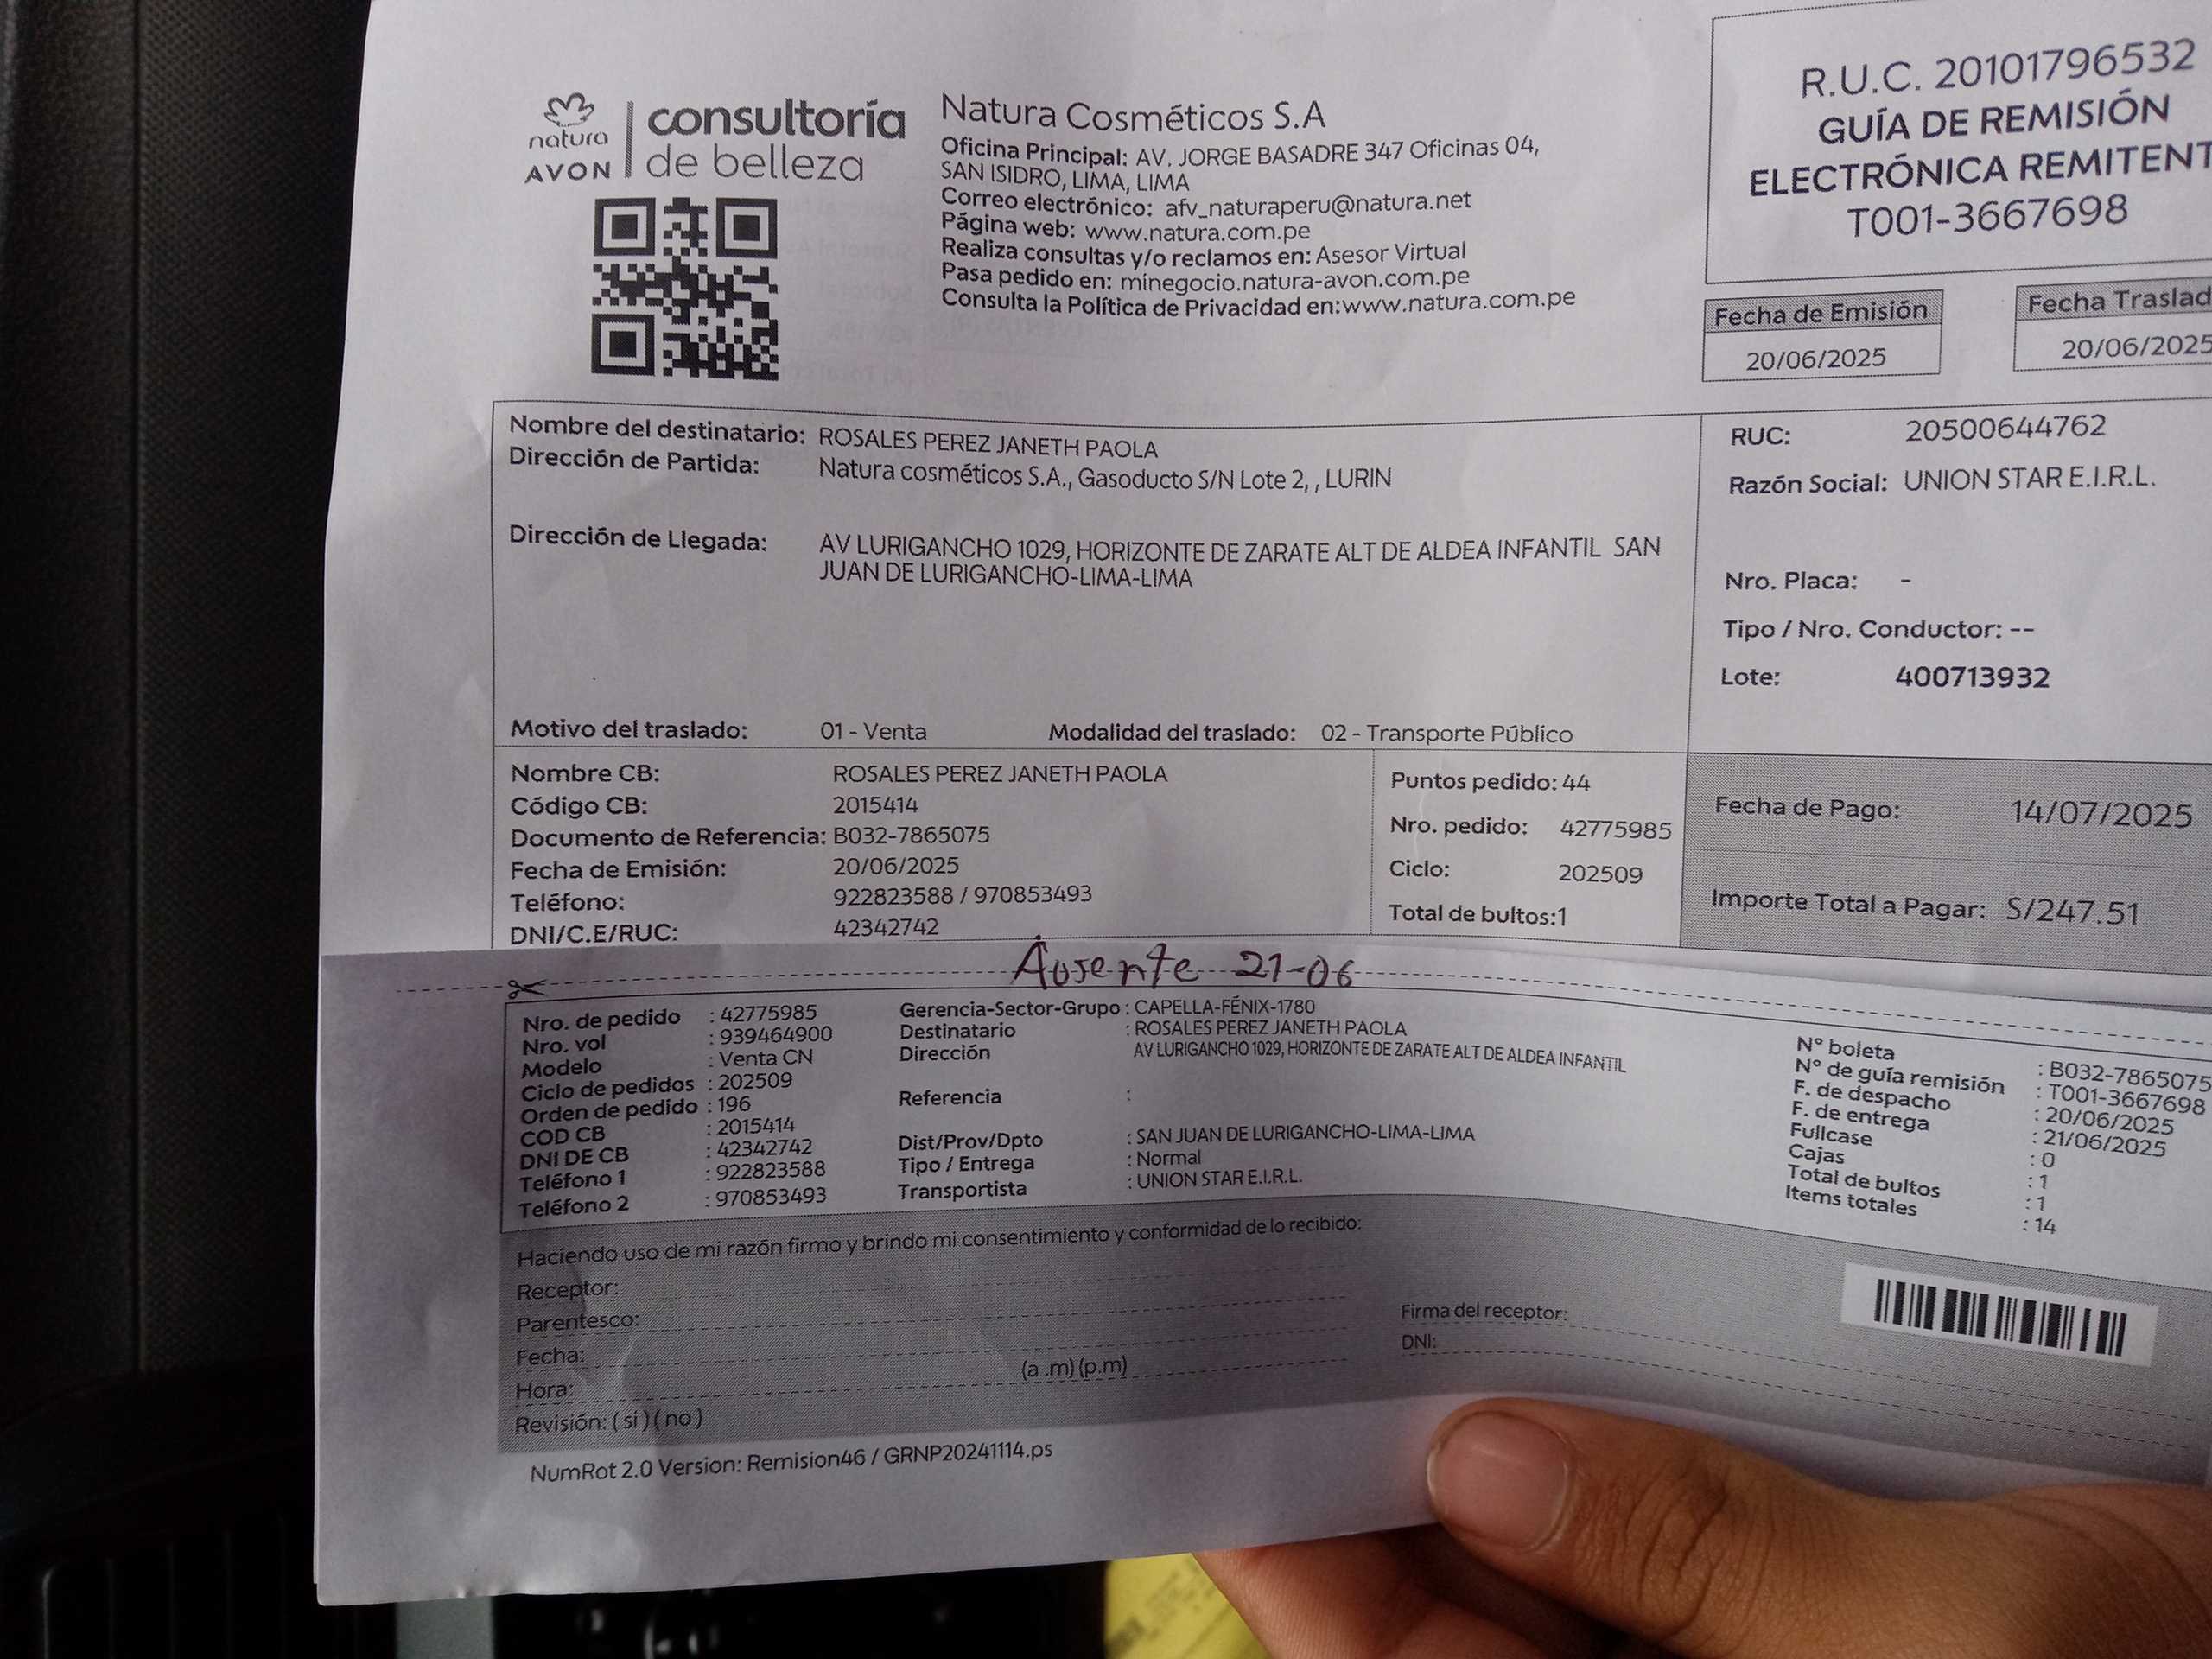 natura
AVON
consultoría
de belleza
Natura Cosméticos S.A
Oficina Principal: AV. JORGE BASADRE 347 Oficinas 04,
SAN ISIDRO, LIMA, LIMA
Correo electrónico: afv_naturaperu@natura.net
Página web: www.natura.com.pe
Realiza consultas y/o reclamos en: Asesor Virtual
Pasa pedido en: minegocio.natura-avon.com.pe
Consulta la Política de Privacidad en:www.natura.com.pe
R.U.C. 20101796532
GUÍA DE REMISIÓN
ELECTRÓNICA REMITENT
T001-3667698
Fecha de Emisión
20/06/2025
Fecha Traslad
20/06/2025
Nombre del destinatario: ROSALES PEREZ JANETH PAOLA
Dirección de Partida: Natura cosméticos S.A., Gasoducto S/N Lote 2, , LURIN
Dirección de Llegada: AV LURIGANCHO 1029, HORIZONTE DE ZARATE ALT DE ALDEA INFANTIL SAN
JUAN DE LURIGANCHO-LIMA-LIMA
Motivo del traslado: 01 - Venta Modalidad del traslado: 02 - Transporte Público
RUC: 20500644762
Razón Social: UNION STAR E.I.R.L.
Nro. Placa: -
Tipo / Nro. Conductor: --
Lote: 400713932
Nombre CB: ROSALES PEREZ JANETH PAOLA
Código CB: 2015414
Documento de Referencia: B032-7865075
Fecha de Emisión: 20/06/2025
Teléfono: 922823588 / 970853493
DNI/C.E/RUC: 42342742
Puntos pedido: 44
Nro. pedido: 42775985
Ciclo: 202509
Total de bultos:1
Fecha de Pago: 14/07/2025
Importe Total a Pagar: S/247.51
Ausente 21-06
Nro. de pedido : 42775985
Nro. vol : 939464900
Modelo : Venta CN
Ciclo de pedidos : 202509
Orden de pedido : 196
COD CB : 2015414
DNI DE CB : 42342742
Teléfono 1 : 922823588
Teléfono 2 : 970853493
Gerencia-Sector-Grupo : CAPELLA-FÉNIX-1780
Destinatario : ROSALES PEREZ JANETH PAOLA
Dirección AV LURIGANCHO 1029, HORIZONTE DE ZARATE ALT DE ALDEA INFANTIL
Referencia :
Dist/Prov/Dpto : SAN JUAN DE LURIGANCHO-LIMA-LIMA
Tipo / Entrega : Normal
Transportista : UNION STAR E.I.R.L.
N° boleta : B032-7865075
N° de guía remisión : T001-3667698
F. de despacho : 20/06/2025
F. de entrega : 21/06/2025
Fullcase : 0
Cajas : 1
Total de bultos : 1
Items totales : 14
Haciendo uso de mi razón firmo y brindo mi consentimiento y conformidad de lo recibido:
Receptor:
Parentesco:
Fecha:
Hora: (a .m) (p.m)
Revisión: ( si ) ( no )
Firma del receptor:
DNI:
NumRot 2.0 Version: Remision46 / GRNP20241114.ps